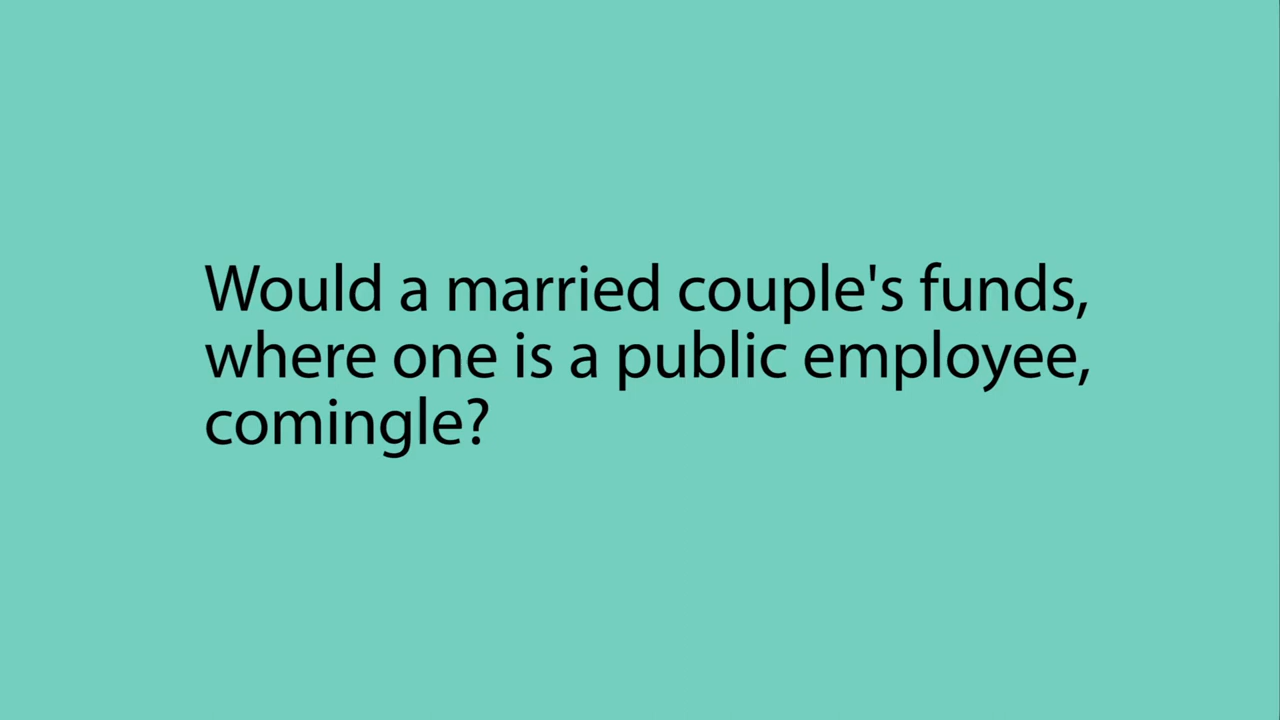 Would a married couple's funds,
where one is a public employee,
comingle?